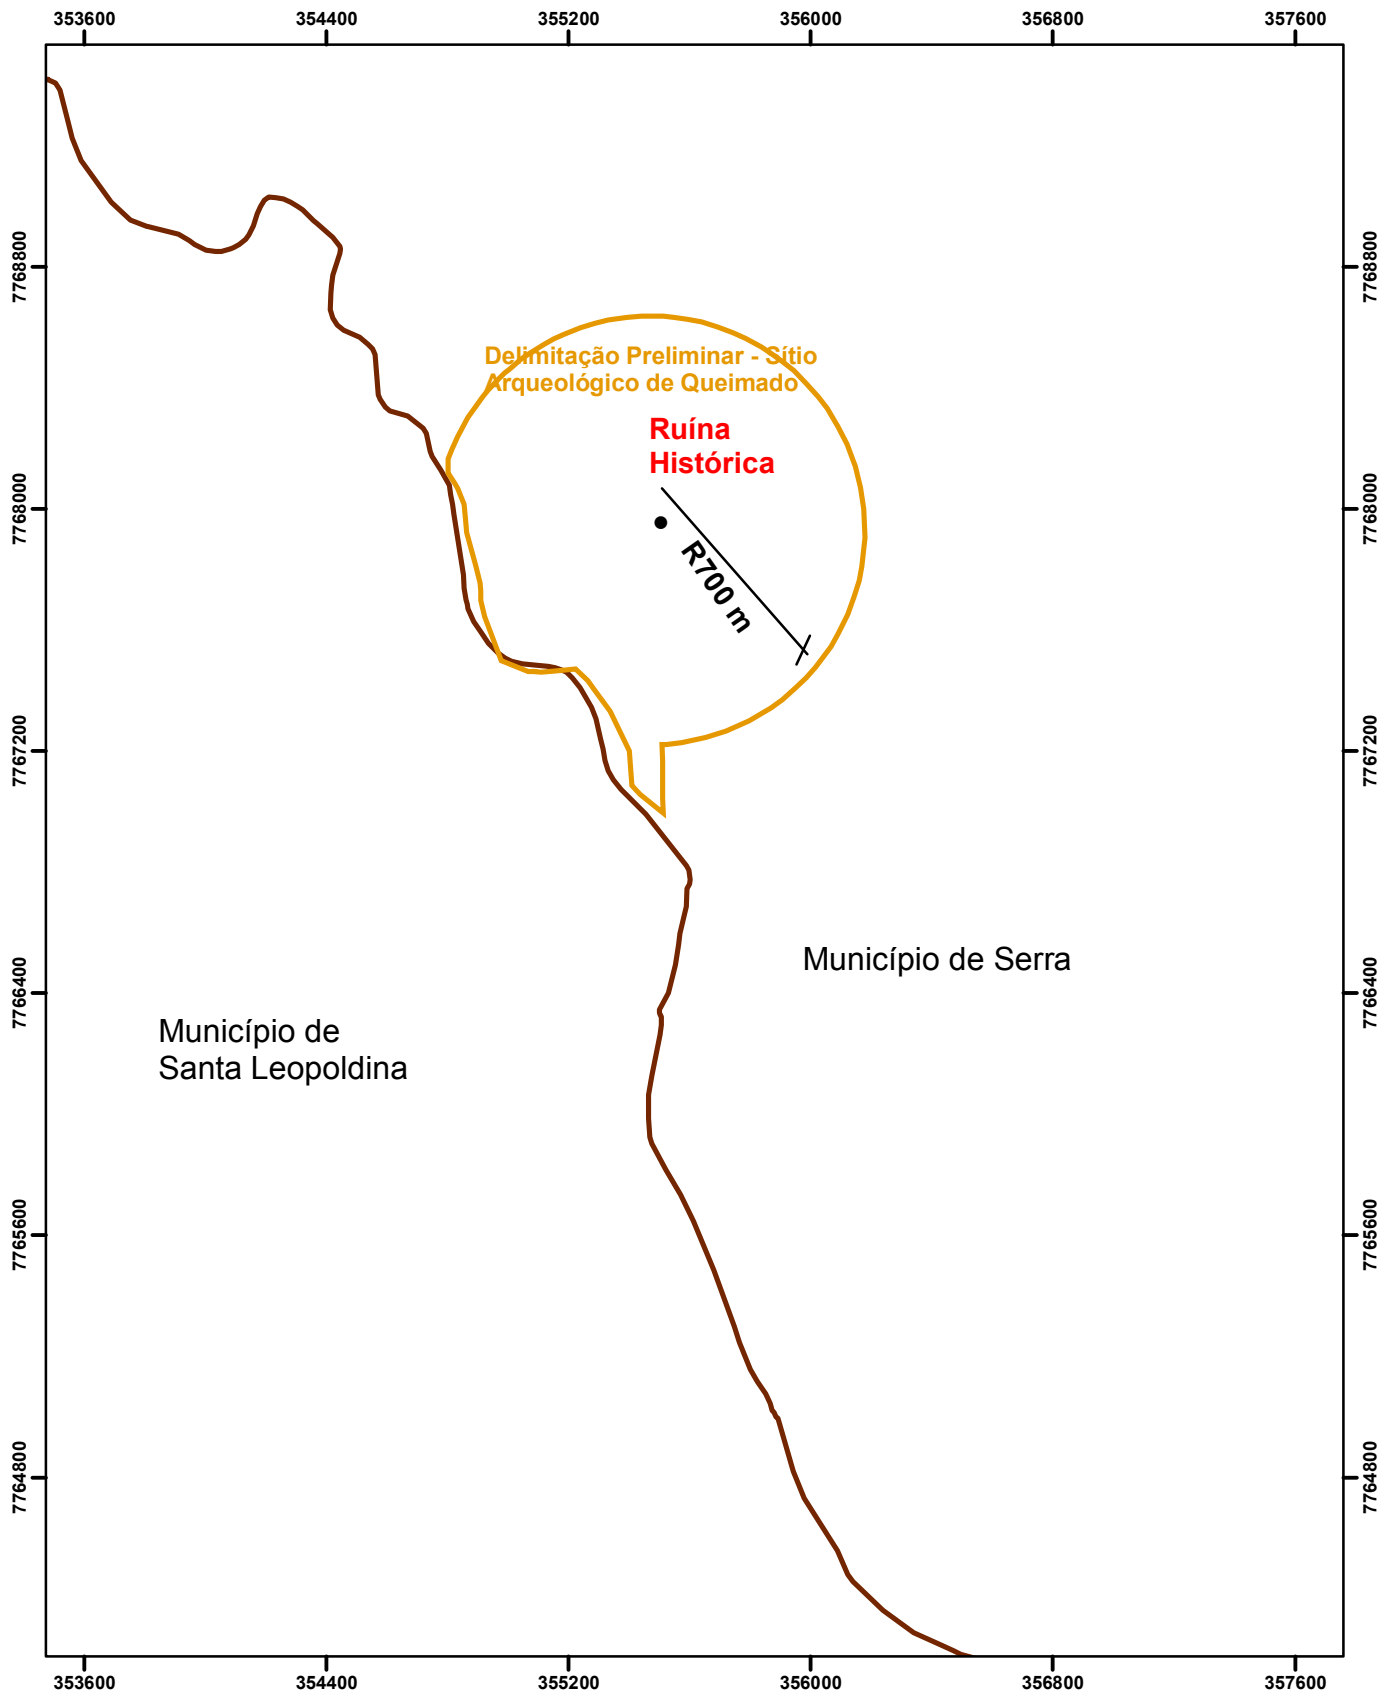 353600 354400 355200 356000 356800 357600
7768800 7768800
Delimitação Preliminar - Sítio
Arqueológico de Queimado
Ruína
Histórica
7768000 7768000
R700 m
7767200 7767200
Município de Serra
7766400 7766400
Município de
Santa Leopoldina
7765600 7765600
7764800 7764800
353600 354400 355200 356000 356800 357600